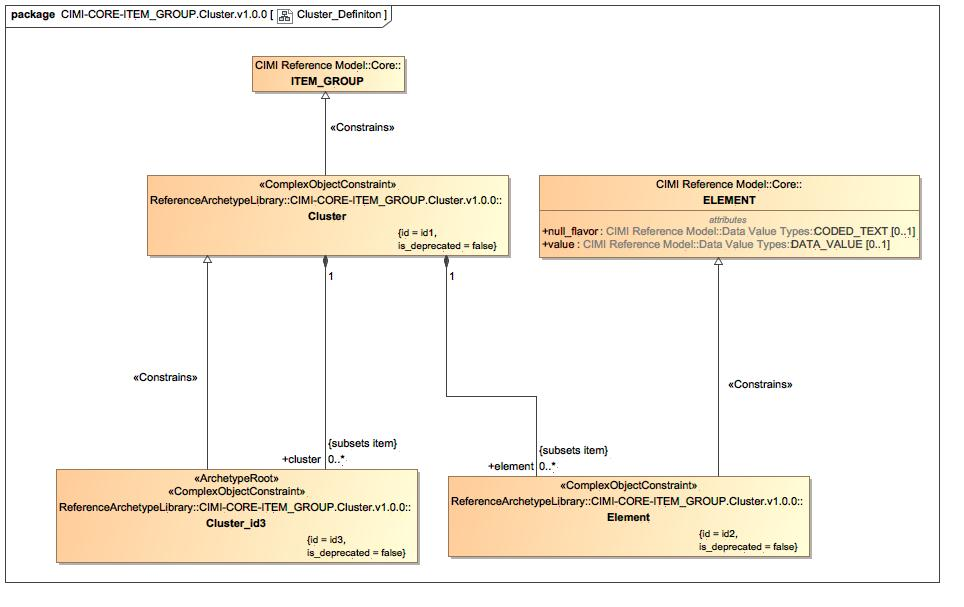 package CIMI-CORE-ITEM_GROUP.Cluster.v1.0.0 [ Cluster_Definiton ]
CIMI Reference Model::Core::
ITEM_GROUP
«Constrains»
«ComplexObjectConstraint»
ReferenceArchetypeLibrary::CIMI-CORE-ITEM_GROUP.Cluster.v1.0.0::
Cluster
{id = id1,
is_deprecated = false}
CIMI Reference Model::Core::
ELEMENT
attributes
+null_flavor : CIMI Reference Model::Data Value Types::CODED_TEXT [0..1]
+value : CIMI Reference Model::Data Value Types::DATA_VALUE [0..1]
1
1
«Constrains»
«Constrains»
{subsets item}
+cluster 0..*
{subsets item}
+element 0..*
«ArchetypeRoot»
«ComplexObjectConstraint»
ReferenceArchetypeLibrary::CIMI-CORE-ITEM_GROUP.Cluster.v1.0.0::
Cluster_id3
{id = id3,
is_deprecated = false}
«ComplexObjectConstraint»
ReferenceArchetypeLibrary::CIMI-CORE-ITEM_GROUP.Cluster.v1.0.0::
Element
{id = id2,
is_deprecated = false}